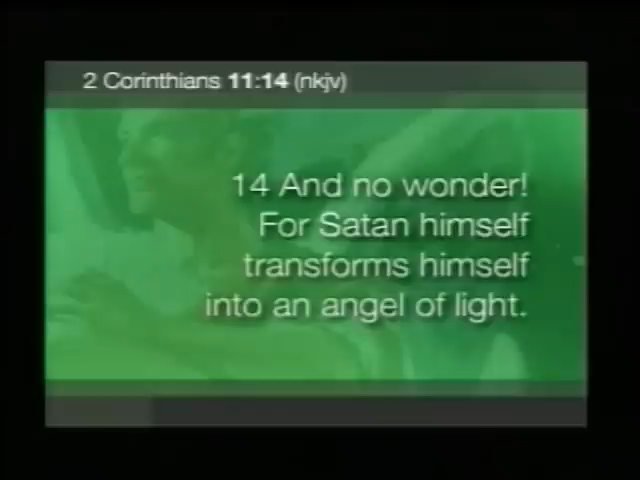 2 Corinthians 11:14 (nkjv)
14 And no wonder!
For Satan himself
transforms himself
into an angel of light.